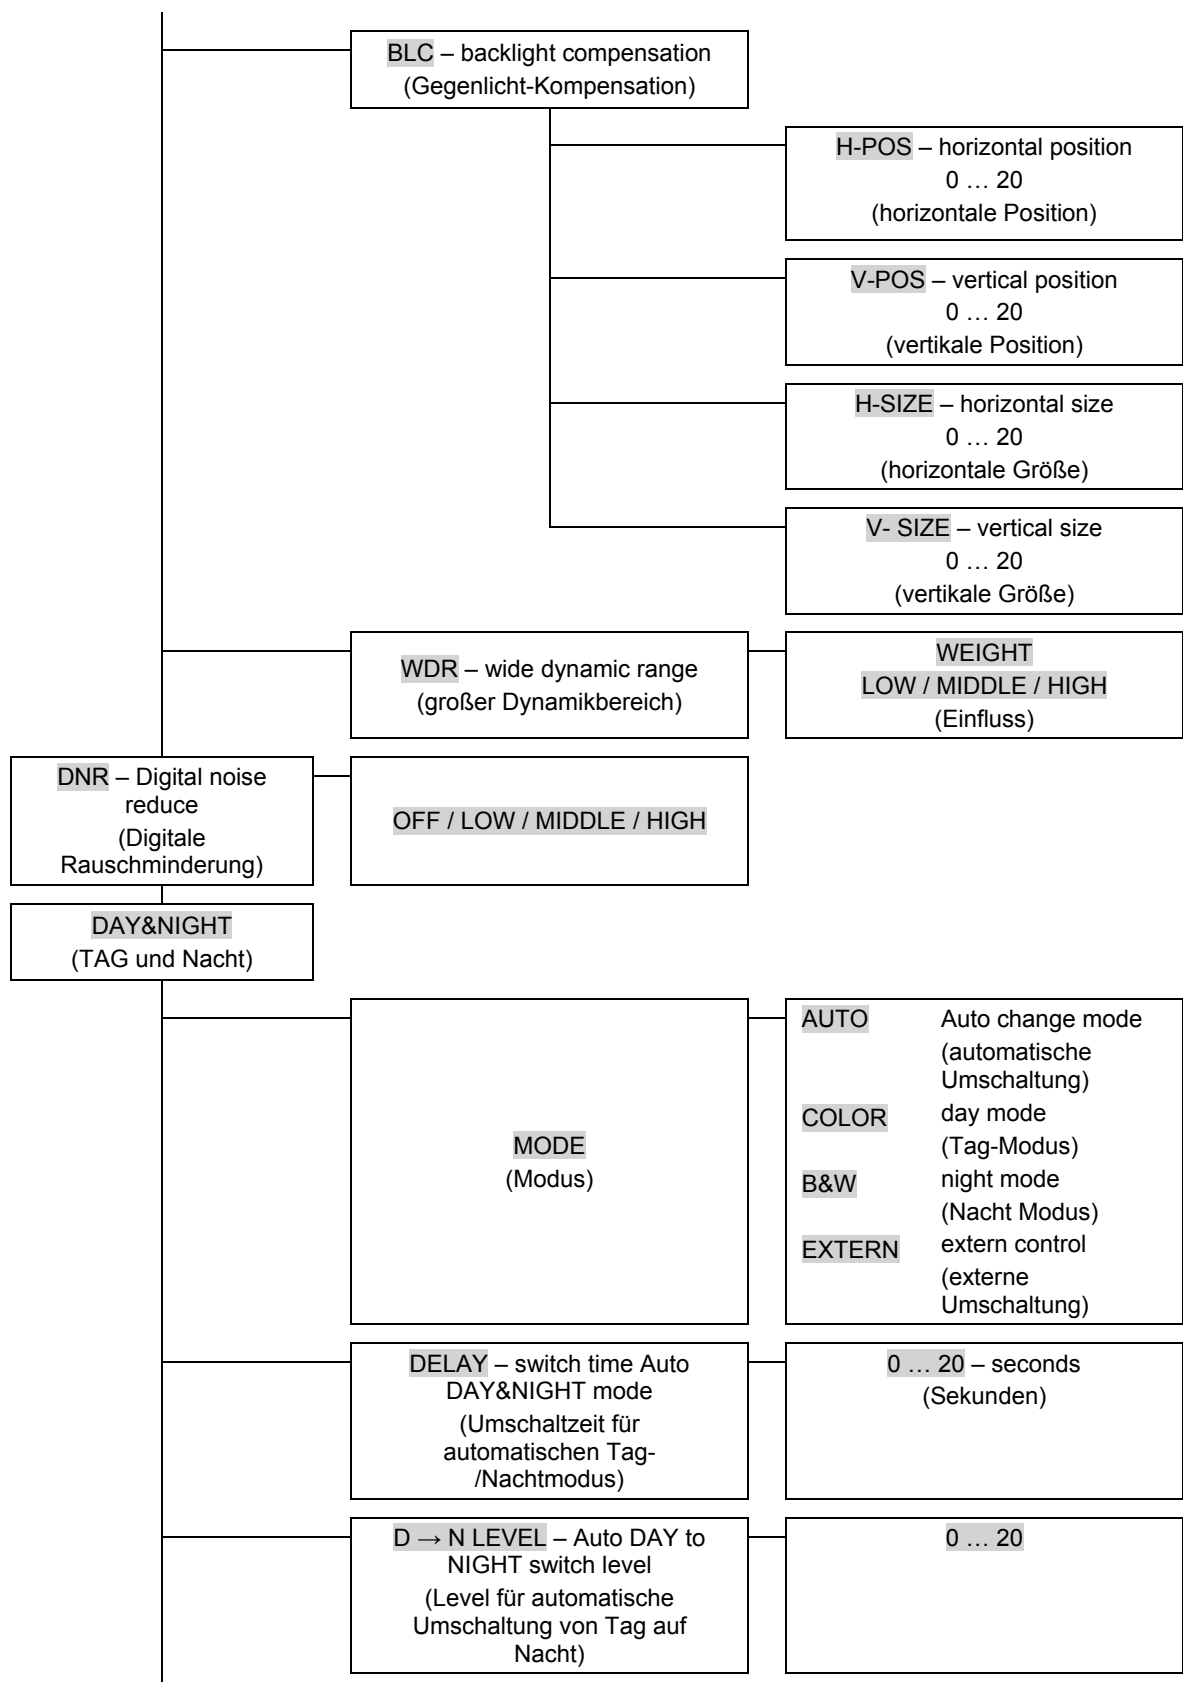 BLC – backlight compensation
(Gegenlicht-Kompensation)
H-POS – horizontal position
0 … 20
(horizontale Position)
V-POS – vertical position
0 … 20
(vertikale Position)
H-SIZE – horizontal size
0 … 20
(horizontale Größe)
V- SIZE – vertical size
0 … 20
(vertikale Größe)
WDR – wide dynamic range
(großer Dynamikbereich)
WEIGHT
LOW / MIDDLE / HIGH
(Einfluss)
DNR – Digital noise
reduce
(Digitale
Rauschminderung)
OFF / LOW / MIDDLE / HIGH
DAY&NIGHT
(TAG und Nacht)
MODE
(Modus)
AUTO Auto change mode
(automatische
Umschaltung)
COLOR day mode
(Tag-Modus)
B&W night mode
(Nacht Modus)
EXTERN extern control
(externe
Umschaltung)
DELAY – switch time Auto
DAY&NIGHT mode
(Umschaltzeit für
automatischen Tag-
/Nachtmodus)
0 … 20 – seconds
(Sekunden)
D → N LEVEL – Auto DAY to
NIGHT switch level
(Level für automatische
Umschaltung von Tag auf
Nacht)
0 … 20